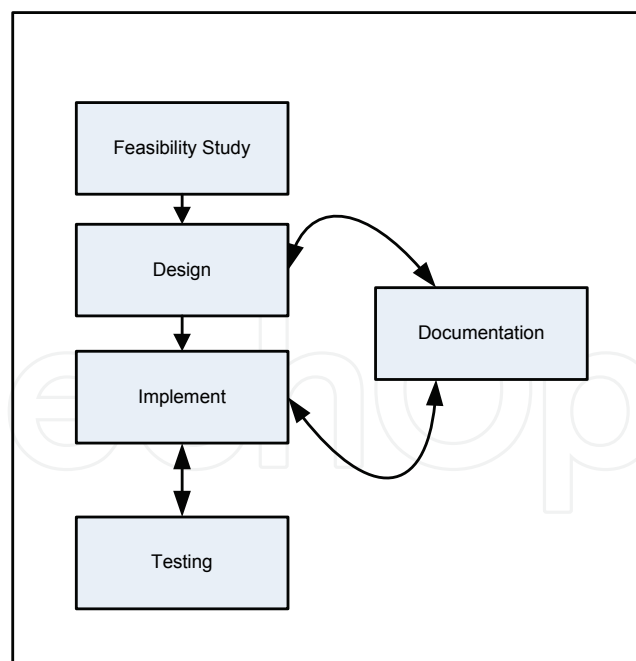 Feasibility Study
Design
Documentation
Implement
Testing